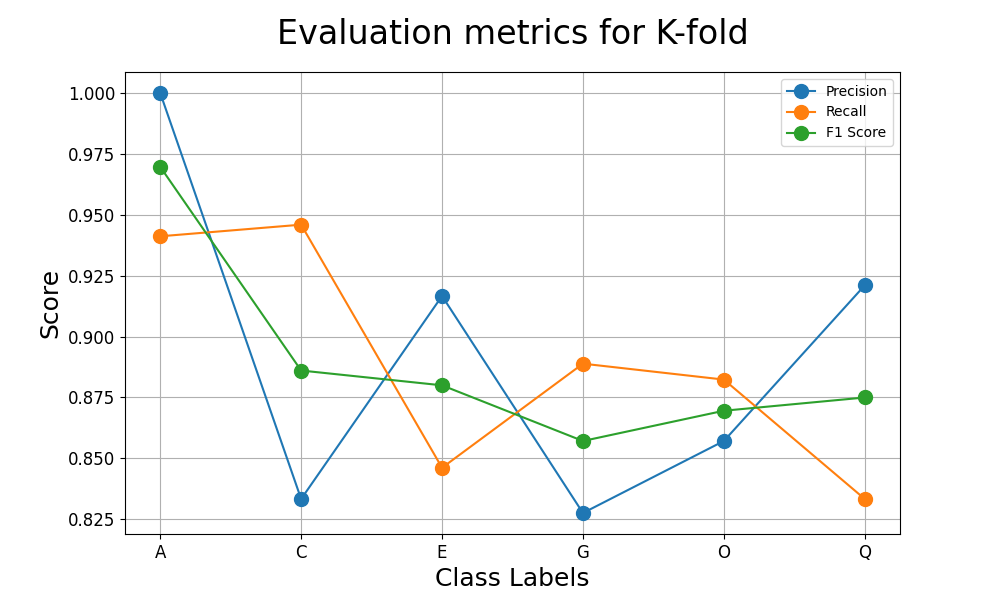 Evaluation metrics for K-fold
Precision
Recall
F1 Score
1.000
0.975
0.950
0.925
0.900
0.875
0.850
0.825
Score
A C E G O Q
Class Labels